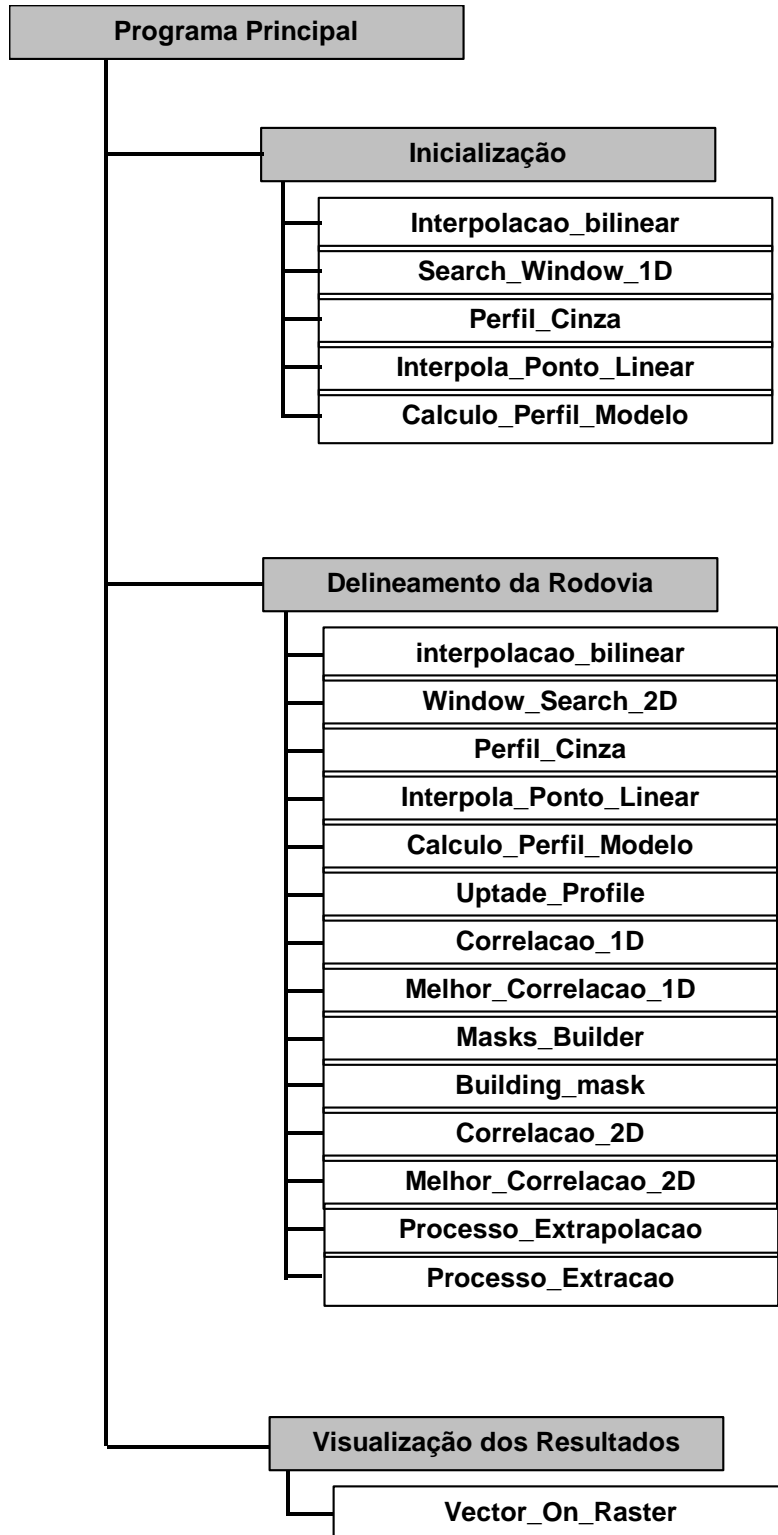 Programa Principal
Inicialização
Interpolacao_bilinear
Search_Window_1D
Perfil_Cinza
Interpola_Ponto_Linear
Calculo_Perfil_Modelo
Delineamento da Rodovia
interpolacao_bilinear
Window_Search_2D
Perfil_Cinza
Interpola_Ponto_Linear
Calculo_Perfil_Modelo
Uptade_Profile
Correlacao_1D
Melhor_Correlacao_1D
Masks_Builder
Building_mask
Correlacao_2D
Melhor_Correlacao_2D
Processo_Extrapolacao
Processo_Extracao
Visualização dos Resultados
Vector_On_Raster